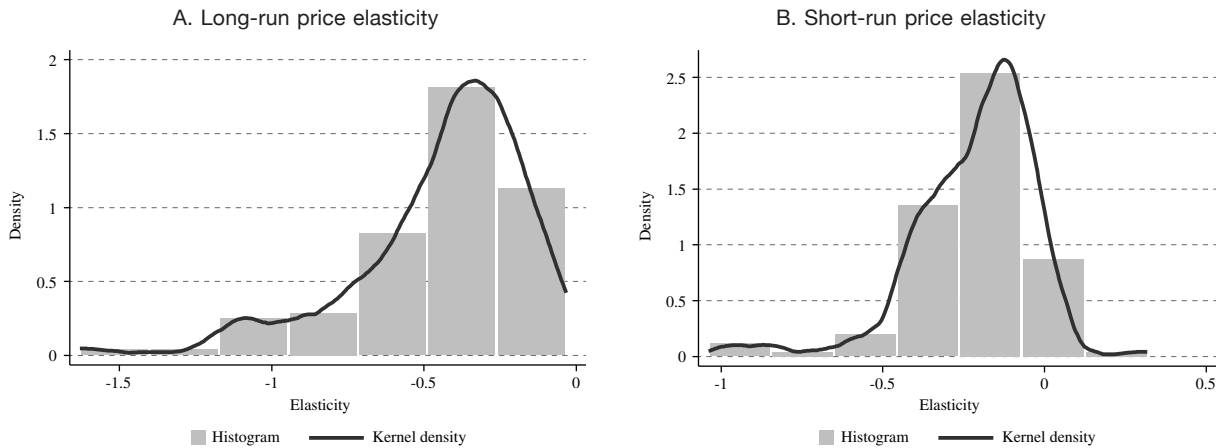 A. Long-run price elasticity
2
1.5
1
0.5
0
Density
-1.5 -1 -0.5 0
Elasticity
Histogram Kernel density
B. Short-run price elasticity
2.5
2
1.5
1
0.5
0
Density
-1 -0.5 0 0.5
Elasticity
Histogram Kernel density